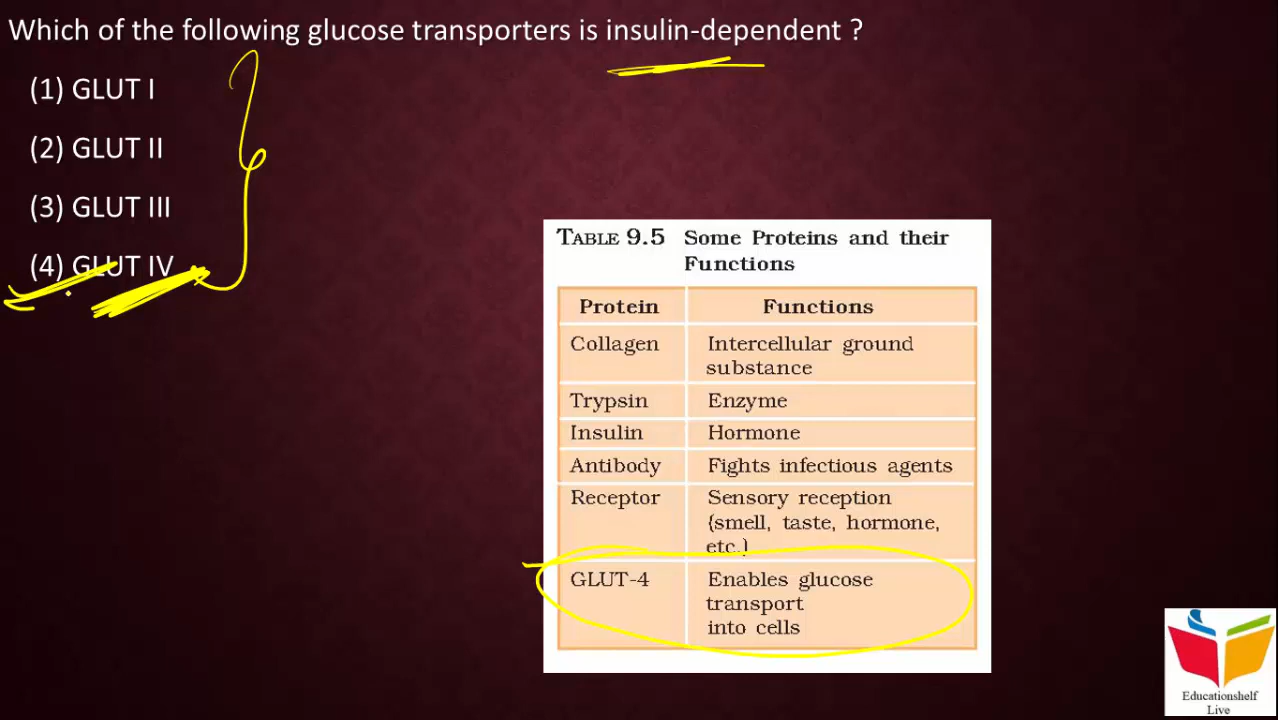 Which of the following glucose transporters is insulin-dependent ?
(1) GLUT I
(2) GLUT II
(3) GLUT III
(4) GLUT IV
TABLE 9.5 Some Proteins and their
Functions
Protein Functions
Collagen Intercellular ground
substance
Trypsin Enzyme
Insulin Hormone
Antibody Fights infectious agents
Receptor Sensory reception
(smell, taste, hormone,
etc.)
GLUT-4 Enables glucose
transport
into cells
Educationshelf
Live